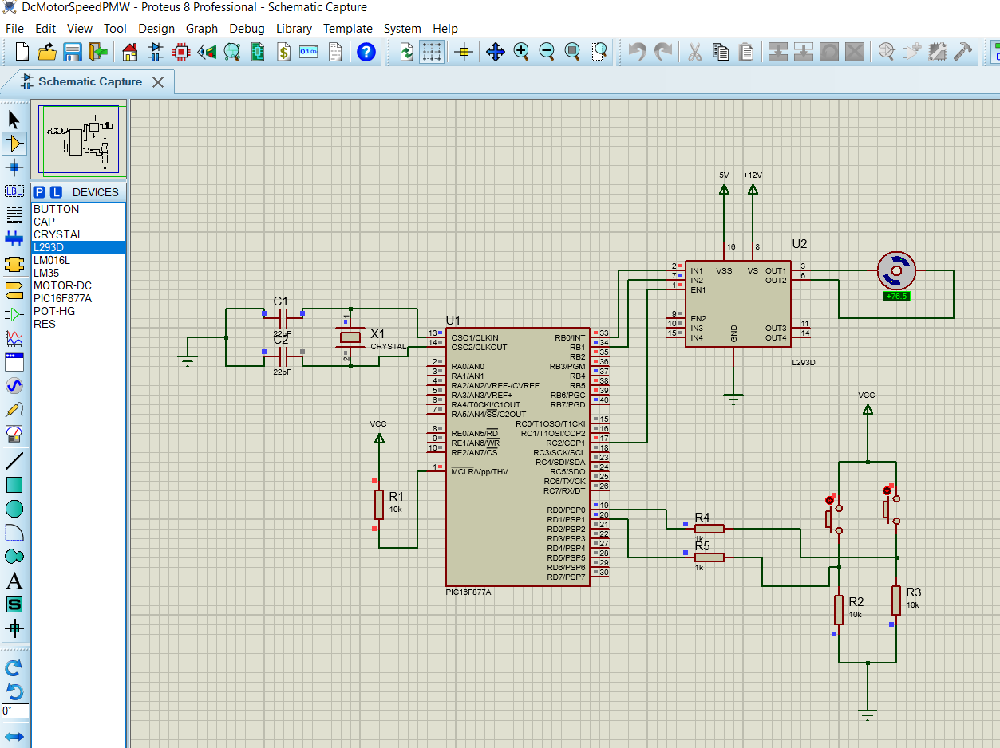 DcMotorSpeedPMW - Proteus 8 Professional - Schematic Capture
File Edit View Tool Design Graph Debug Library Template System Help
Schematic Capture
LBL
P L DEVICES
BUTTON
CAP
CRYSTAL
L293D
LM016L
LM35
MOTOR-DC
PIC16F877A
POT-HG
RES
A
S
0°
C1
22pF
C2
22pF
X1
CRYSTAL
1
2
VCC
R1
10k
U1
13 OSC1/CLKIN
14 OSC2/CLKOUT
2 RA0/AN0
3 RA1/AN1
4 RA2/AN2/VREF-/CVREF
5 RA3/AN3/VREF+
6 RA4/T0CKI/C1OUT
7 RA5/AN4/SS/C2OUT
8 RE0/AN5/RD
9 RE1/AN6/WR
10 RE2/AN7/CS
1 MCLR/Vpp/THV
RB0/INT 33
RB1 34
RB2 35
RB3/PGM 36
RB4 37
RB5 38
RB6/PGC 39
RB7/PGD 40
RC0/T1OSO/T1CKI 15
RC1/T1OSI/CCP2 16
RC2/CCP1 17
RC3/SCK/SCL 18
RC4/SDI/SDA 23
RC5/SDO 24
RC6/TX/CK 25
RC7/RX/DT 26
RD0/PSP0 19
RD1/PSP1 20
RD2/PSP2 21
RD3/PSP3 22
RD4/PSP4 27
RD5/PSP5 28
RD6/PSP6 29
RD7/PSP7 30
PIC16F877A
+5V +12V
16 8
U2
2 IN1 VSS VS OUT1 3
7 IN2 OUT2 6
1 EN1
9 EN2
10 IN3 OUT3 11
15 IN4 OUT4 14
GND
L293D
+76.5
VCC
R4
1k
R5
1k
R2
10k
R3
10k